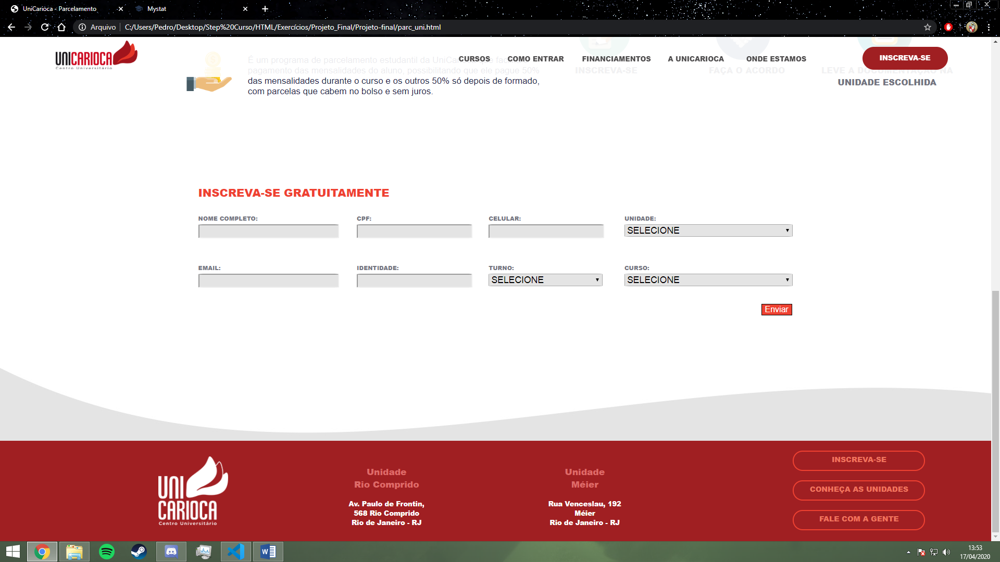 UniCarioca - Parcelamento
Mystat
Arquivo
C:/Users/Pedro/Desktop/Step%20Curso/HTML/Exercícios/Projeto_Final/Projeto-final/parc_uni.html
UNICARIOCA
Centro Universitário
CURSOS
COMO ENTRAR
FINANCIAMENTOS
A UNICARIOCA
ONDE ESTAMOS
INSCREVA-SE
É um programa de parcelamento estudantil da UniCarioca que
pagamento das mensalidades do aluno, possibilitando que ele pague 50%
das mensalidades durante o curso e os outros 50% só depois de formado,
com parcelas que cabem no bolso e sem juros.
INSCREVA-SE
FAÇA O ACORDO
LEVE A DOCUMENTAÇÃO NA
UNIDADE ESCOLHIDA
INSCREVA-SE GRATUITAMENTE
NOME COMPLETO:
CPF:
CELULAR:
UNIDADE:
SELECIONE
EMAIL:
IDENTIDADE:
TURNO:
CURSO:
SELECIONE
SELECIONE
Enviar
UNI
CARIOCA
Centro Universitário
Unidade
Rio Comprido
Av. Paulo de Frontin,
568 Rio Comprido
Rio de Janeiro - RJ
Unidade
Méier
Rua Venceslau, 192
Méier
Rio de Janeiro - RJ
INSCREVA-SE
CONHEÇA AS UNIDADES
FALE COM A GENTE
13:53
17/04/2020